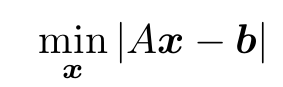 min |Ax − b|
x